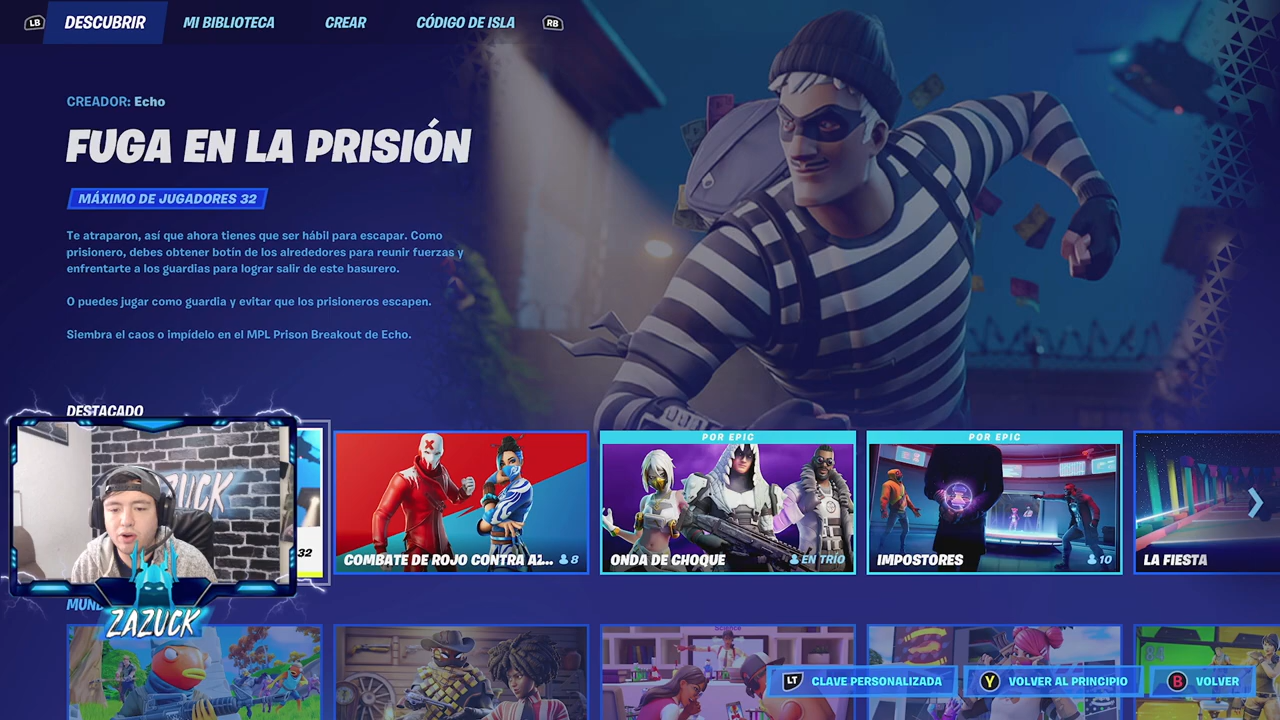 LB DESCUBRIR MI BIBLIOTECA CREAR CÓDIGO DE ISLA RB
CREADOR: Echo
FUGA EN LA PRISIÓN
MÁXIMO DE JUGADORES 32
Te atraparon, así que ahora tienes que ser hábil para escapar. Como
prisionero, debes obtener botín de los alrededores para reunir fuerzas y
enfrentarte a los guardias para lograr salir de este basurero.
O puedes jugar como guardia y evitar que los prisioneros escapen.
Siembra el caos o impídelo en el MPL Prison Breakout de Echo.
DESTACADO
POR EPIC POR EPIC
32 COMBATE DE ROJO CONTRA AZ... 8 ONDA DE CHOQUE EN TRÍO IMPOSTORES 10 LA FIESTA
ZUCK
MUND
ZAZUCK
LT CLAVE PERSONALIZADA Y VOLVER AL PRINCIPIO B VOLVER